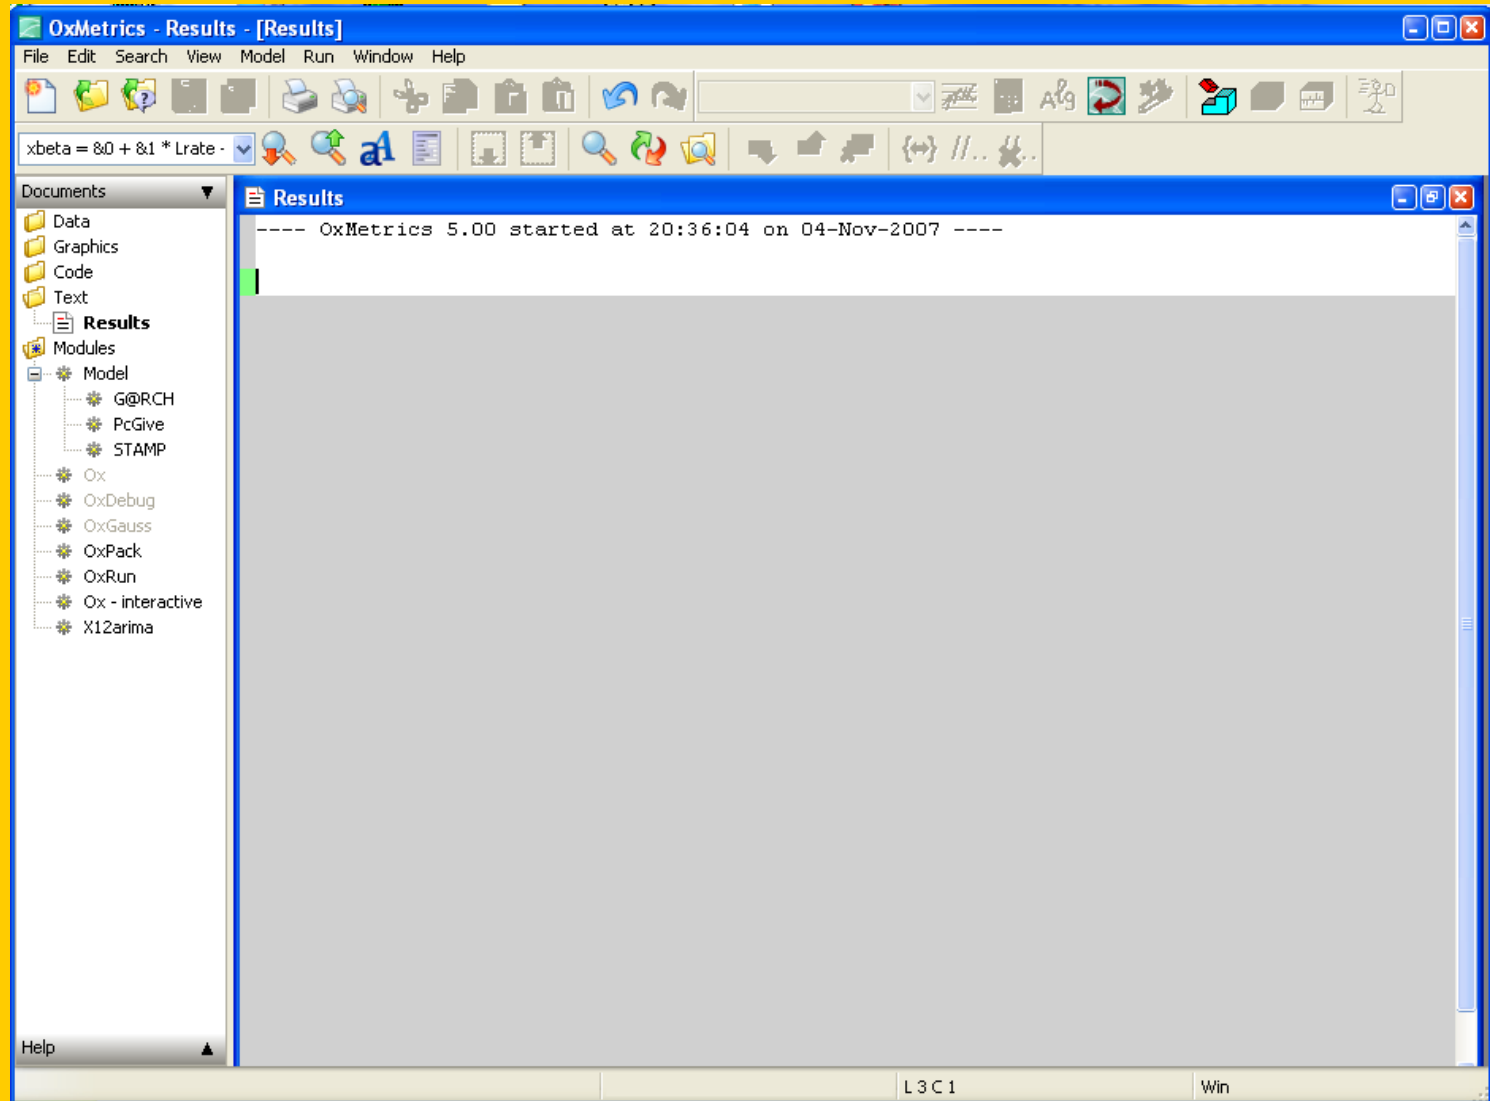 OxMetrics - Results - [Results]
File Edit Search View Model Run Window Help
xbeta = &0 + &1 * Lrate -
Documents
Results
Data
---- OxMetrics 5.00 started at 20:36:04 on 04-Nov-2007 ----
Graphics
Code
Text
Results
Modules
Model
G@RCH
PcGive
STAMP
Ox
OxDebug
OxGauss
OxPack
OxRun
Ox - interactive
X12arima
Help
L 3 C 1 Win